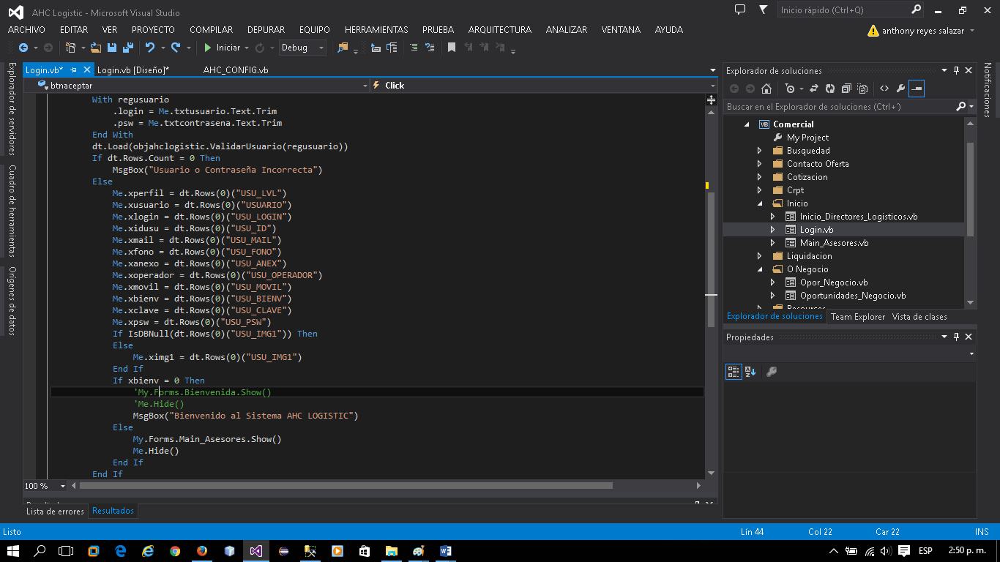 AHC Logistic - Microsoft Visual Studio
Inicio rápido (Ctrl+Q)
ARCHIVO EDITAR VER PROYECTO COMPILAR DEPURAR EQUIPO HERRAMIENTAS PRUEBA ARQUITECTURA ANALIZAR VENTANA AYUDA
anthony reyes salazar
Iniciar Debug
Login.vb* Login.vb [Diseño]* AHC_CONFIG.vb
btnaceptar Click
With regusuario
.login = Me.txtusuario.Text.Trim
.psw = Me.txtcontrasena.Text.Trim
End With
dt.Load(objahclogistic.ValidarUsuario(regusuario))
If dt.Rows.Count = 0 Then
MsgBox("Usuario o Contraseña Incorrecta")
Else
Me.xperfil = dt.Rows(0)("USU_LVL")
Me.xusuario = dt.Rows(0)("USUARIO")
Me.xlogin = dt.Rows(0)("USU_LOGIN")
Me.xidusu = dt.Rows(0)("USU_ID")
Me.xmail = dt.Rows(0)("USU_MAIL")
Me.xfono = dt.Rows(0)("USU_FONO")
Me.xanexo = dt.Rows(0)("USU_ANEX")
Me.xoperador = dt.Rows(0)("USU_OPERADOR")
Me.xmovil = dt.Rows(0)("USU_MOVIL")
Me.xbienv = dt.Rows(0)("USU_BIENV")
Me.xclave = dt.Rows(0)("USU_CLAVE")
Me.xpsw = dt.Rows(0)("USU_PSW")
If IsDBNull(dt.Rows(0)("USU_IMG1")) Then
Else
Me.ximg1 = dt.Rows(0)("USU_IMG1")
End If
If xbienv = 0 Then
'My.Forms.Bienvenida.Show()
'Me.Hide()
MsgBox("Bienvenido al Sistema AHC LOGISTIC")
Else
My.Forms.Main_Asesores.Show()
Me.Hide()
End If
End If
100 %
Lista de errores Resultados
Explorador de servidores
Cuadro de herramientas
Orígenes de datos
Explorador de soluciones
Buscar en el Explorador de soluciones (Ctrl+´)
VB Comercial
My Project
Busquedad
Contacto Oferta
Cotizacion
Crpt
Inicio
Inicio_Directores_Logisticos.vb
Login.vb
Main_Asesores.vb
Liquidacion
O Negocio
Opor_Negocio.vb
Oportunidades_Negocio.vb
Explorador de soluciones Team Explorer Vista de clases
Propiedades
Notificaciones
Listo Lín 44 Col 22 Car 22 INS
ESP 2:50 p. m.